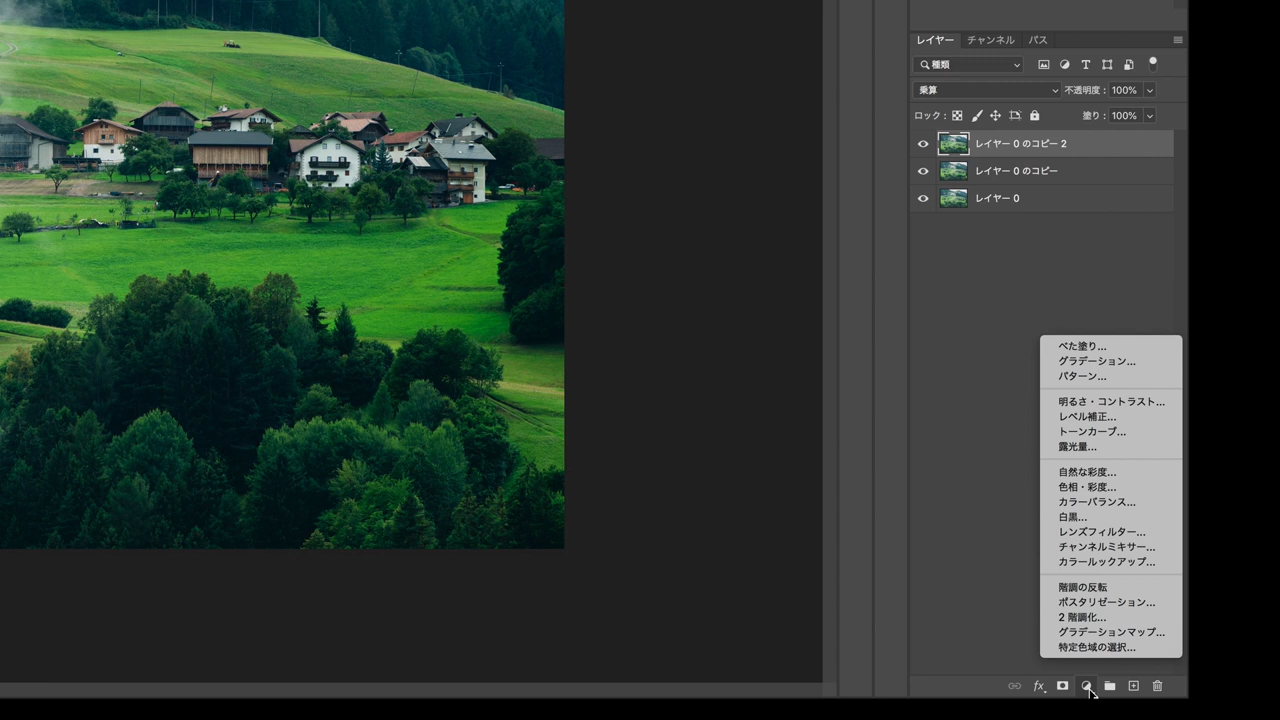 レイヤー チャンネル パス
種類
乗算 不透明度： 100%
ロック： 塗り： 100%
レイヤー 0 のコピー 2
レイヤー 0 のコピー
レイヤー 0
べた塗り...
グラデーション...
パターン...
明るさ・コントラスト...
レベル補正...
トーンカーブ...
露光量...
自然な彩度...
色相・彩度...
カラーバランス...
白黒...
レンズフィルター...
チャンネルミキサー...
カラールックアップ...
階調の反転
ポスタリゼーション...
2 階調化...
グラデーションマップ...
特定色域の選択...
fx